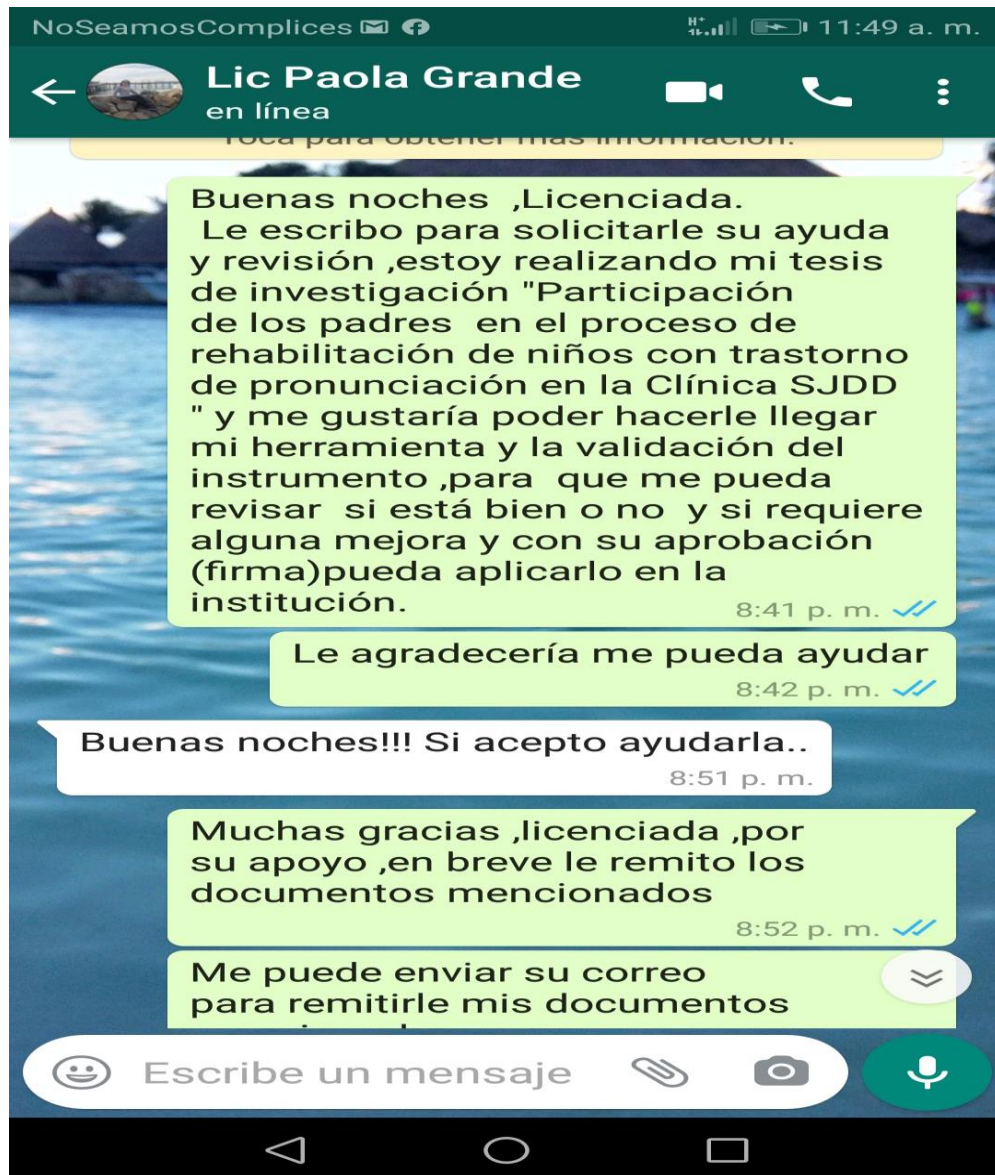 NoSeamosComplices
11:49 a. m.
Lic Paola Grande
en línea
Toca para obtener más información.
Buenas noches ,Licenciada.
Le escribo para solicitarle su ayuda
y revisión ,estoy realizando mi tesis
de investigación "Participación
de los padres en el proceso de
rehabilitación de niños con trastorno
de pronunciación en la Clínica SJDD
" y me gustaría poder hacerle llegar
mi herramienta y la validación del
instrumento ,para que me pueda
revisar si está bien o no y si requiere
alguna mejora y con su aprobación
(firma)pueda aplicarlo en la
institución.
8:41 p. m.
Le agradecería me pueda ayudar
8:42 p. m.
Buenas noches!!! Si acepto ayudarla..
8:51 p. m.
Muchas gracias ,licenciada ,por
su apoyo ,en breve le remito los
documentos mencionados
8:52 p. m.
Me puede enviar su correo
para remitirle mis documentos
Escribe un mensaje